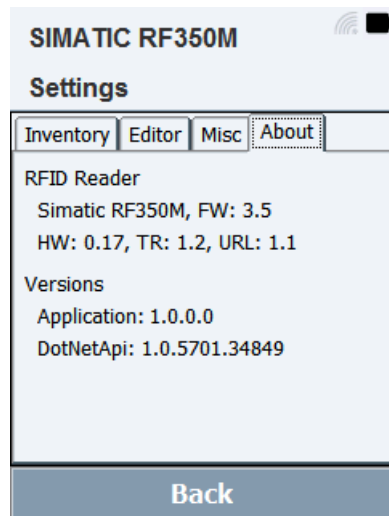 SIMATIC RF350M
Settings
Inventory Editor Misc About
RFID Reader
Simatic RF350M, FW: 3.5
HW: 0.17, TR: 1.2, URL: 1.1
Versions
Application: 1.0.0.0
DotNetApi: 1.0.5701.34849
Back